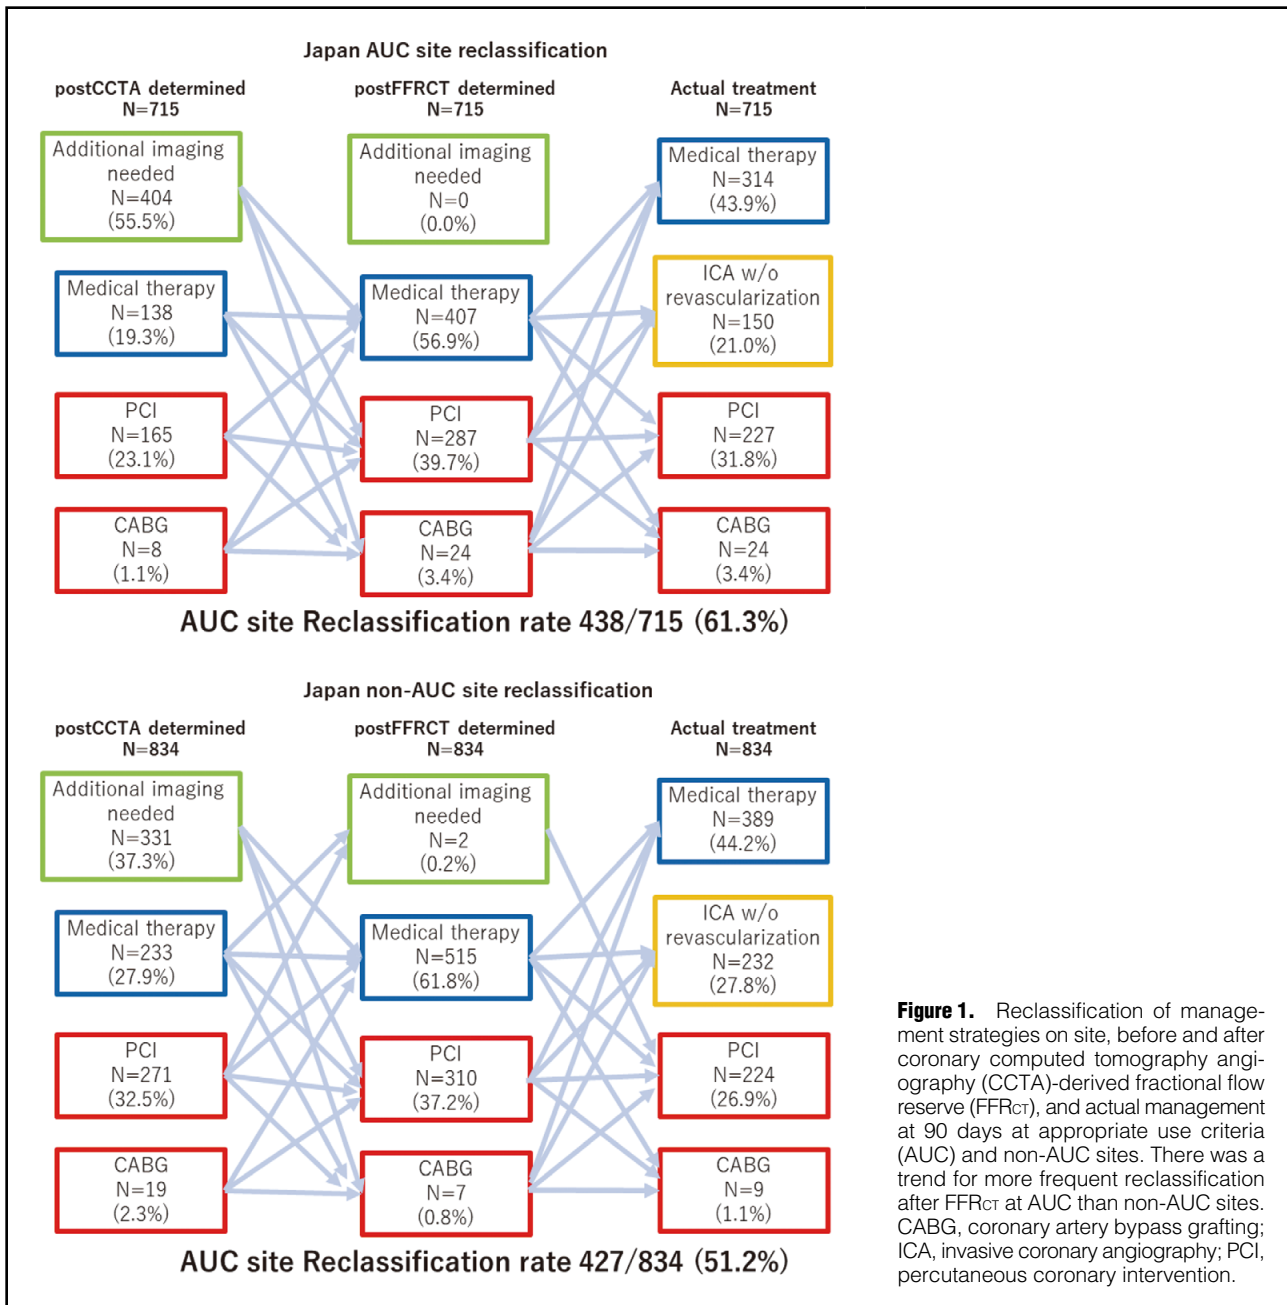 Japan AUC site reclassification
postCCTA determined
N=715
postFFRCT determined
N=715
Actual treatment
N=715
Additional imaging
needed
N=404
(55.5%)
Additional imaging
needed
N=0
(0.0%)
Medical therapy
N=314
(43.9%)
Medical therapy
N=138
(19.3%)
Medical therapy
N=407
(56.9%)
ICA w/o
revascularization
N=150
(21.0%)
PCI
N=165
(23.1%)
PCI
N=287
(39.7%)
PCI
N=227
(31.8%)
CABG
N=8
(1.1%)
CABG
N=24
(3.4%)
CABG
N=24
(3.4%)
AUC site Reclassification rate 438/715 (61.3%)
Japan non-AUC site reclassification
postCCTA determined
N=834
postFFRCT determined
N=834
Actual treatment
N=834
Additional imaging
needed
N=331
(37.3%)
Additional imaging
needed
N=2
(0.2%)
Medical therapy
N=389
(44.2%)
Medical therapy
N=233
(27.9%)
Medical therapy
N=515
(61.8%)
ICA w/o
revascularization
N=232
(27.8%)
PCI
N=271
(32.5%)
PCI
N=310
(37.2%)
PCI
N=224
(26.9%)
CABG
N=19
(2.3%)
CABG
N=7
(0.8%)
CABG
N=9
(1.1%)
AUC site Reclassification rate 427/834 (51.2%)
Figure 1. Reclassification of manage-
ment strategies on site, before and after
coronary computed tomography angi-
ography (CCTA)-derived fractional flow
reserve (FFRCT), and actual management
at 90 days at appropriate use criteria
(AUC) and non-AUC sites. There was a
trend for more frequent reclassification
after FFRCT at AUC than non-AUC sites.
CABG, coronary artery bypass grafting;
ICA, invasive coronary angiography; PCI,
percutaneous coronary intervention.